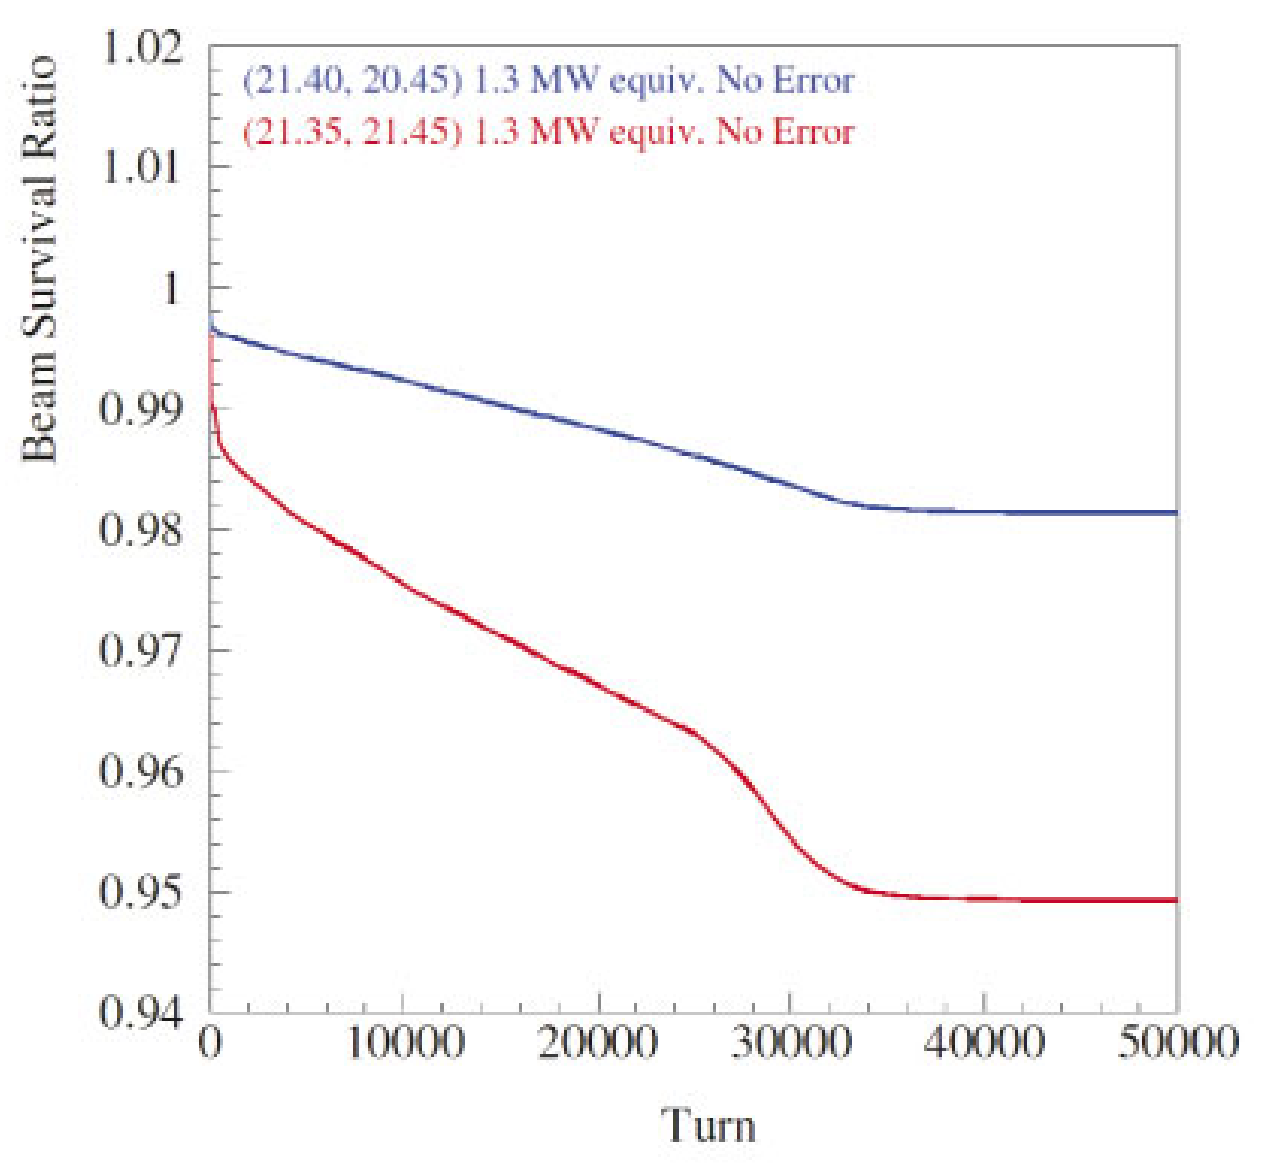 1.02
(21.40, 20.45) 1.3 MW equiv. No Error
(21.35, 21.45) 1.3 MW equiv. No Error
1.01
1
0.99
0.98
0.97
0.96
0.95
0.94
Beam Survival Ratio
0 10000 20000 30000 40000 50000
Turn